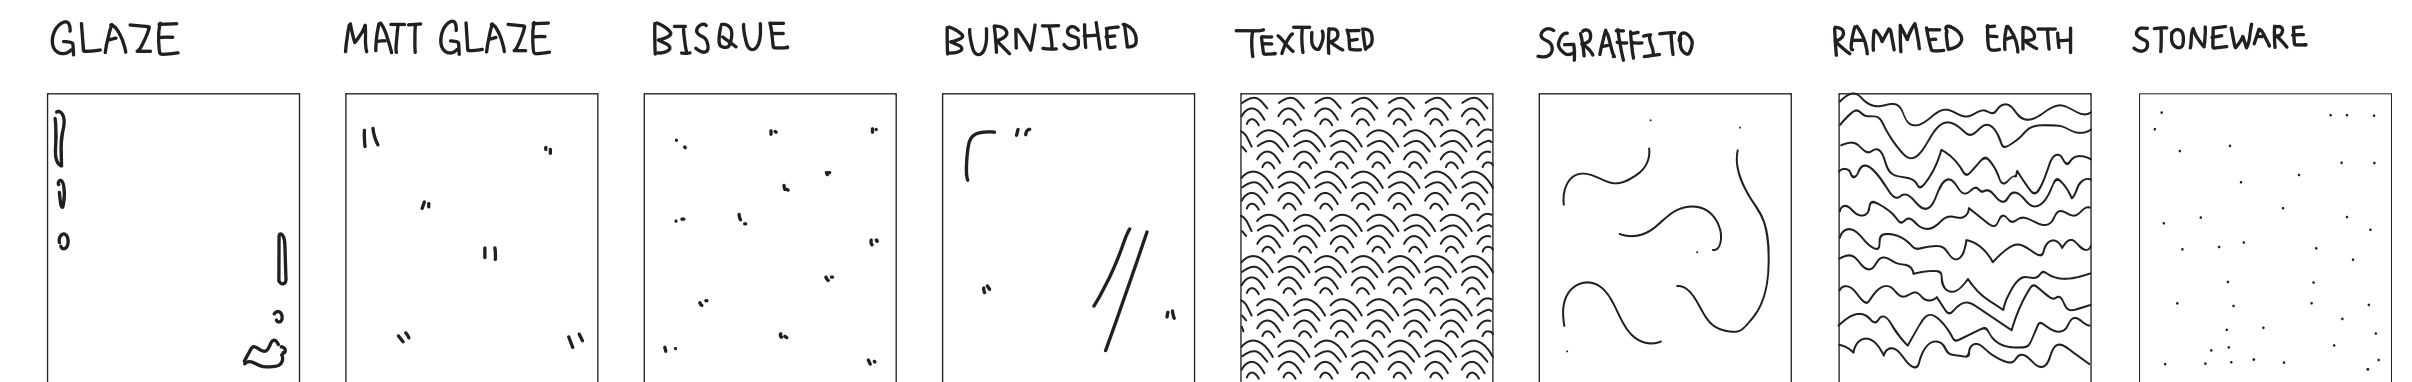 GLAZE
MATT GLAZE
BISQUE
BURNISHED
TEXTURED
SGRAFFITO
RAMMED EARTH
STONEWARE